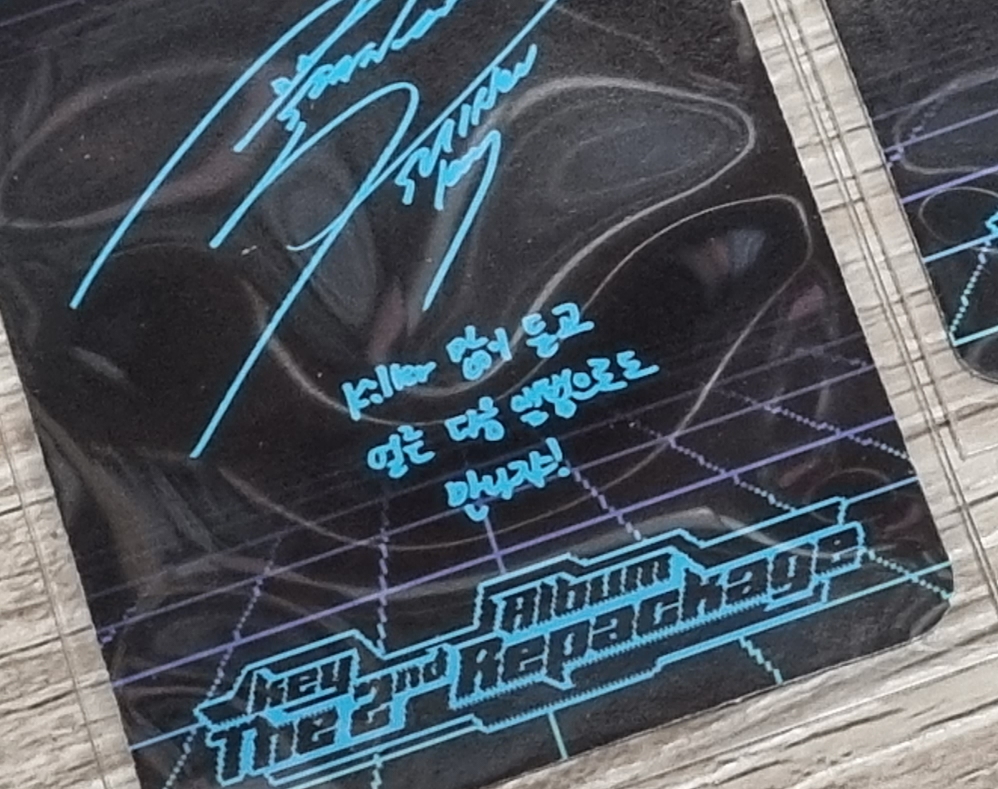 Killer 많이 듣고
얼른 다음 앨범으로도
만나쟈!
Key
The 2nd Album
Repackage